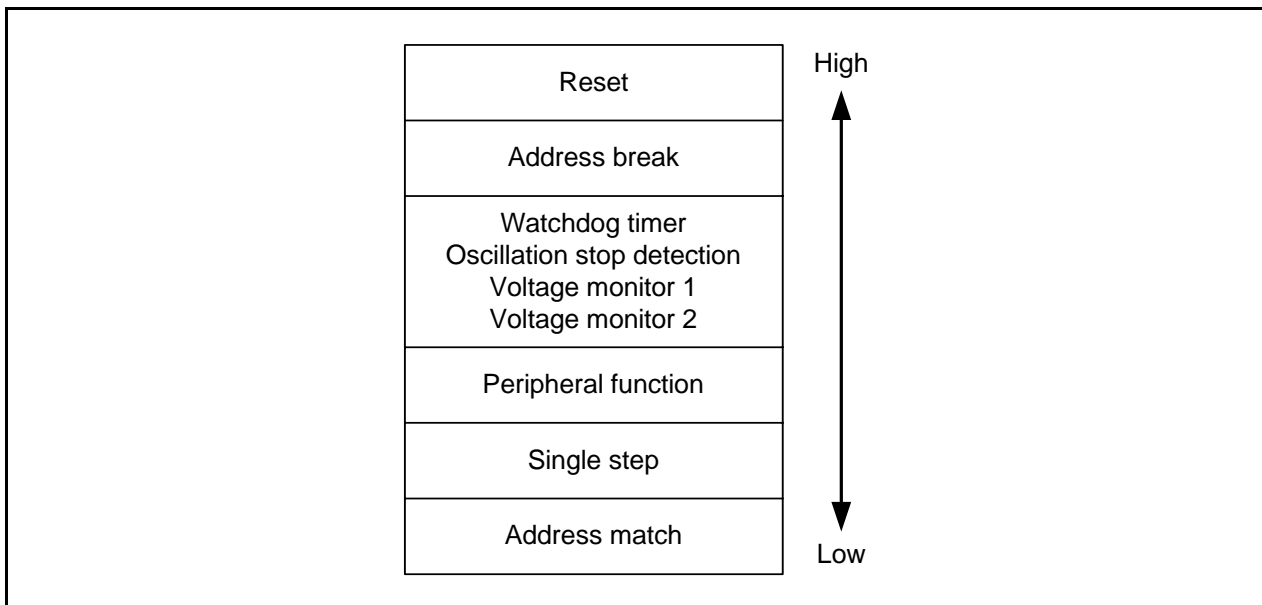 Reset
High
Address break
Watchdog timer
Oscillation stop detection
Voltage monitor 1
Voltage monitor 2
Peripheral function
Single step
Address match
Low